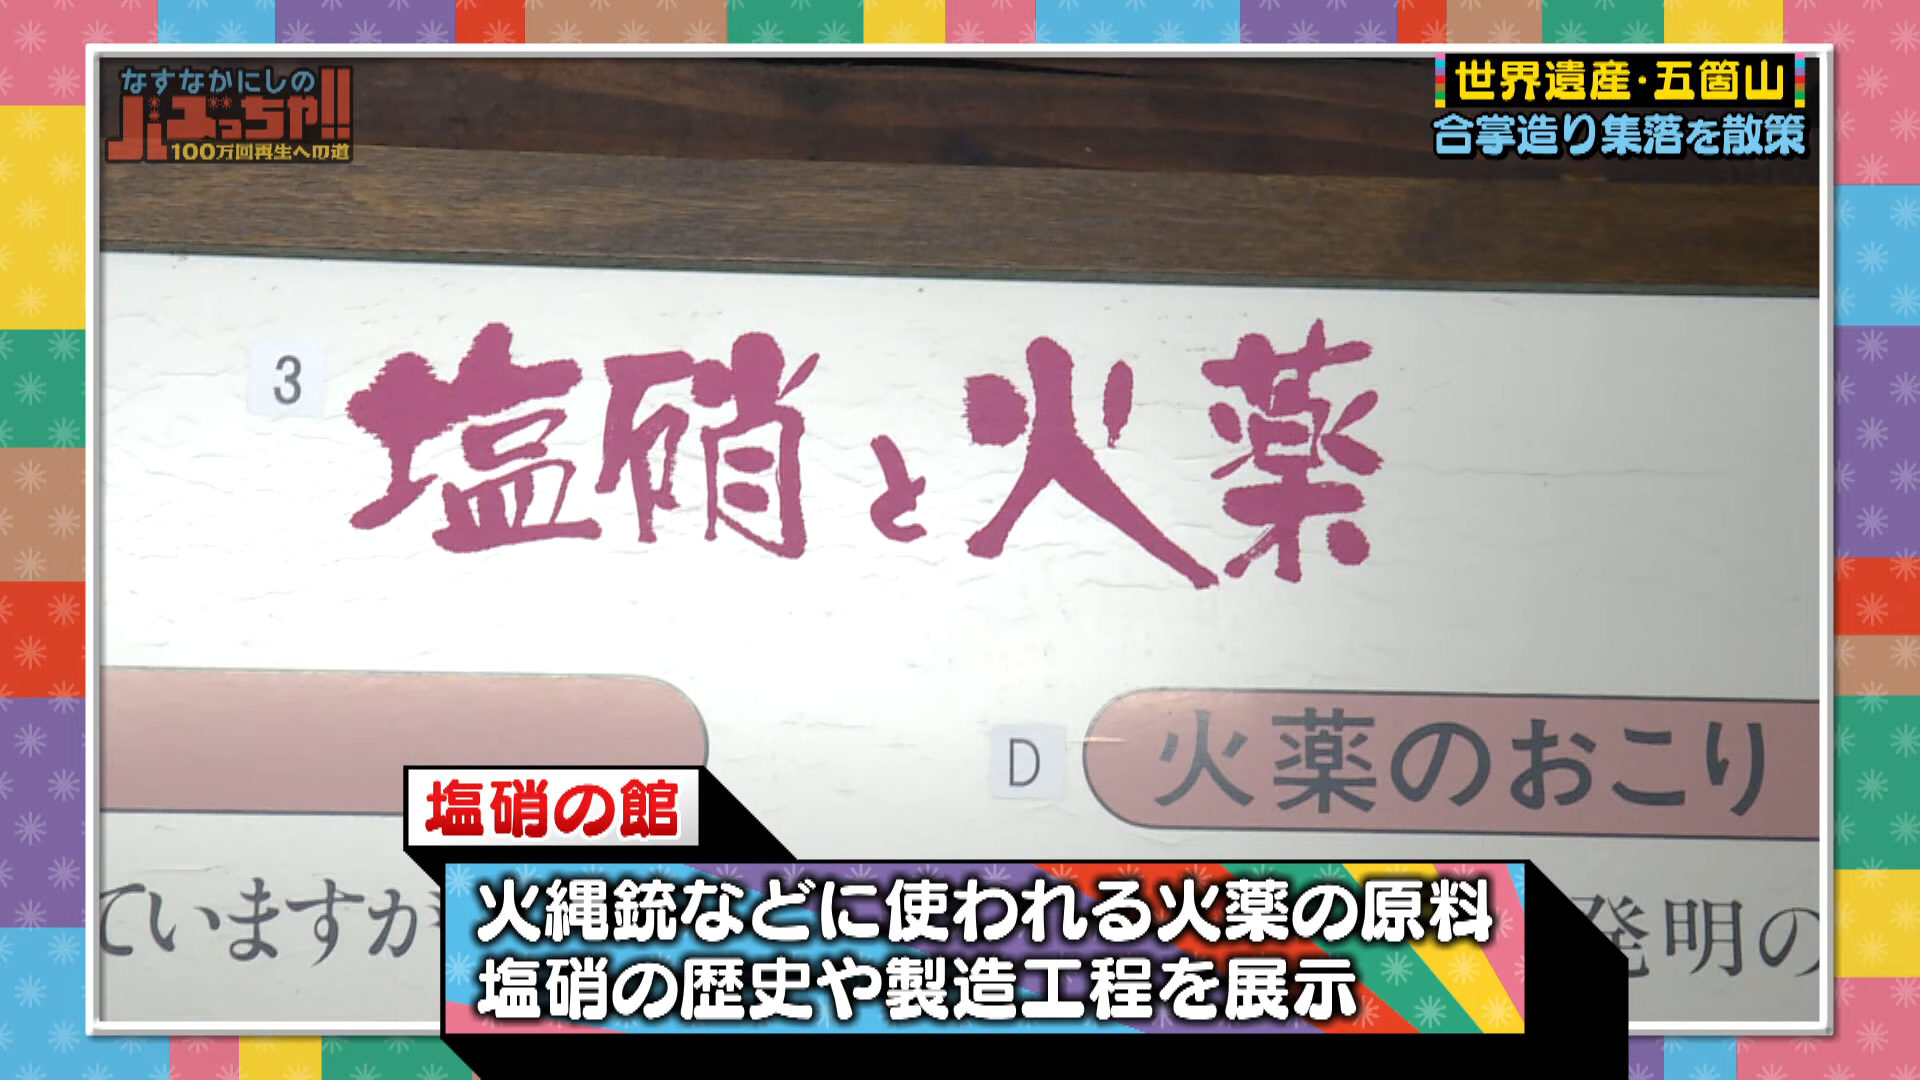 なすなかにしの
バズっちゃ!!
100万回再生への道
世界遺産・五箇山
合掌造り集落を散策
3
塩硝と火薬
D
火薬のおこり
ていますが
発明の
塩硝の館
火縄銃などに使われる火薬の原料
塩硝の歴史や製造工程を展示